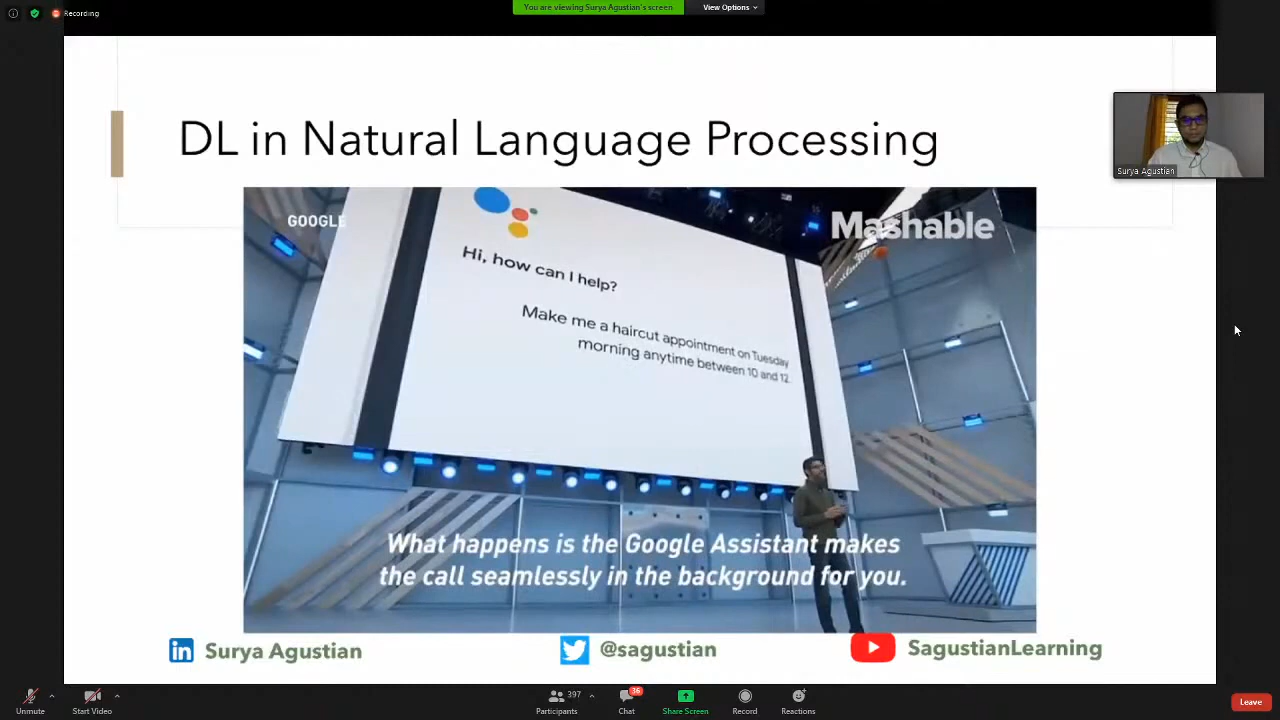 Recording
You are viewing Surya Agustian's screen
View Options
DL in Natural Language Processing
Surya Agustian
GOOGLE
Mashable
Hi, how can I help?
Make me a haircut appointment on Tuesday
morning anytime between 10 and 12.
What happens is the Google Assistant makes
the call seamlessly in the background for you.
in Surya Agustian
@sagustian
SagustianLearning
Unmute
Start Video
397
Participants
36
Chat
Share Screen
Record
Reactions
Leave